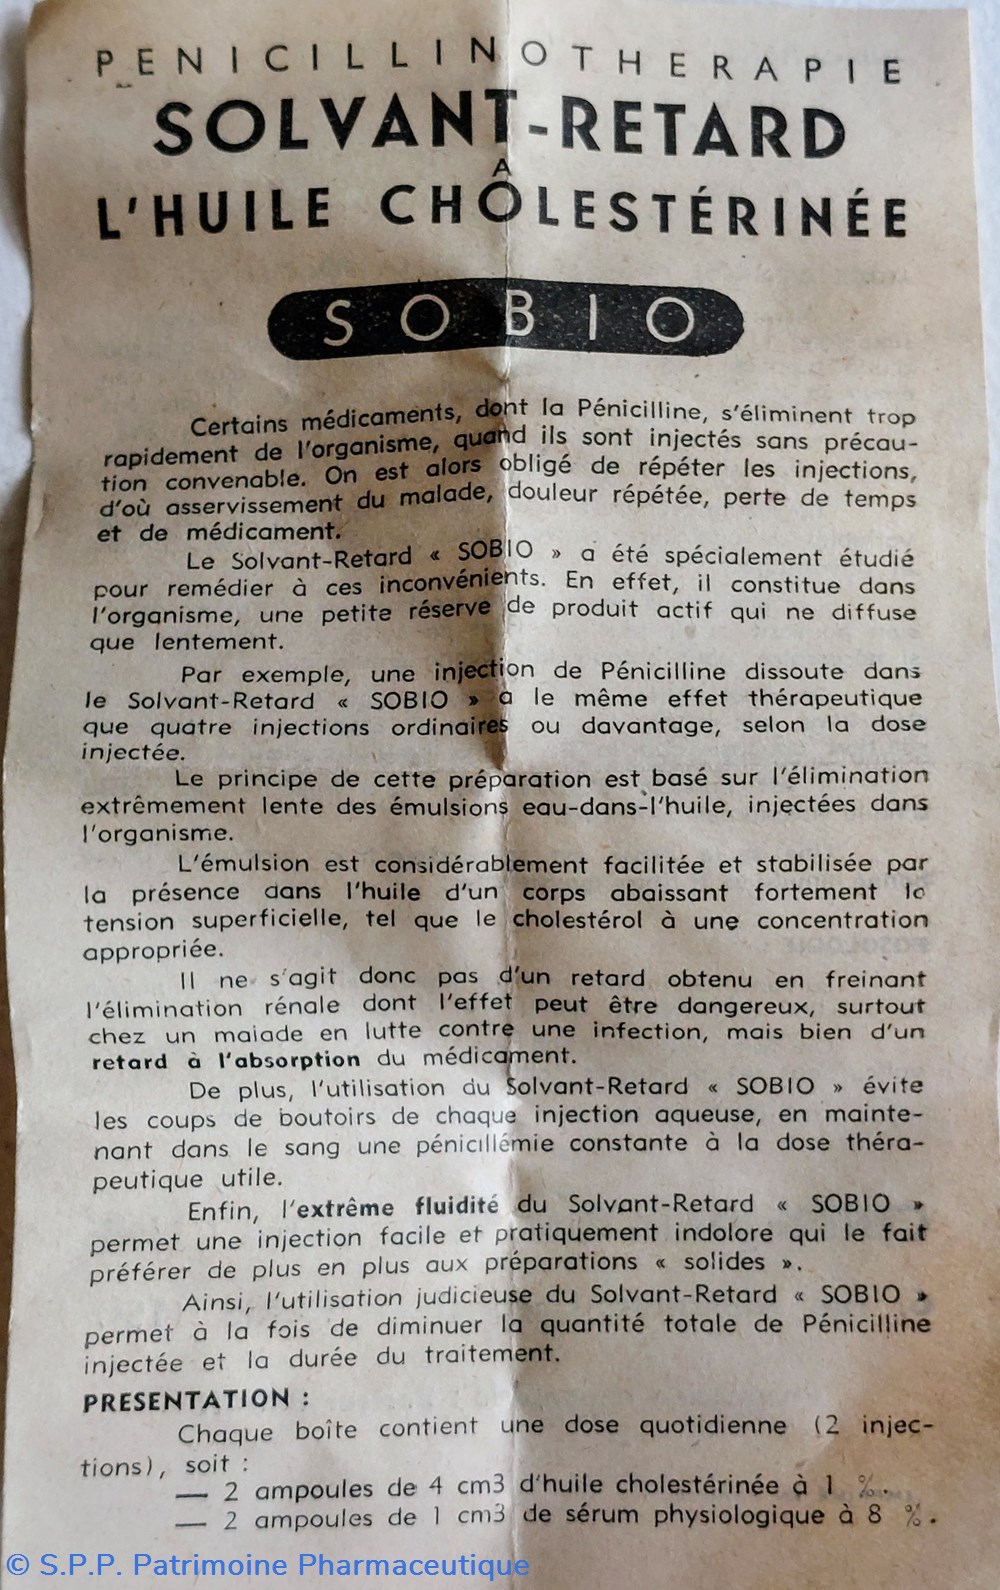 PENICILLINOTHERAPIE
SOLVANT-RETARD
A
L'HUILE CHOLESTÉRINÉE
SOBIO
Certains médicaments, dont la Pénicilline, s'éliminent trop
rapidement de l'organisme, quand ils sont injectés sans précau-
tion convenable. On est alors obligé de répéter les injections,
d'où asservissement du malade, douleur répétée, perte de temps
et de médicament.
Le Solvant-Retard « SOBIO » a été spécialement étudié
pour remédier à ces inconvénients. En effet, il constitue dans
l'organisme, une petite réserve de produit actif qui ne diffuse
que lentement.
Par exemple, une injection de Pénicilline dissoute dans
le Solvant-Retard « SOBIO » a le même effet thérapeutique
que quatre injections ordinaires ou davantage, selon la dose
injectée.
Le principe de cette préparation est basé sur l'élimination
extrêmement lente des émulsions eau-dans-l'huile, injectées dans
l'organisme.
L'émulsion est considérablement facilitée et stabilisée par
la présence dans l'huile d'un corps abaissant fortement la
tension superficielle, tel que le cholestérol à une concentration
appropriée.
Il ne s'agit donc pas d'un retard obtenu en freinant
l'élimination rénale dont l'effet peut être dangereux, surtout
chez un malade en lutte contre une infection, mais bien d'un
retard à l'absorption du médicament.
De plus, l'utilisation du Solvant-Retard « SOBIO » évite
les coups de boutoirs de chaque injection aqueuse, en mainte-
nant dans le sang une pénicillémie constante à la dose théra-
peutique utile.
Enfin, l'extrême fluidité du Solvant-Retard « SOBIO »
permet une injection facile et pratiquement indolore qui le fait
préférer de plus en plus aux préparations « solides ».
Ainsi, l'utilisation judicieuse du Solvant-Retard « SOBIO »
permet à la fois de diminuer la quantité totale de Pénicilline
injectée et la durée du traitement.
PRESENTATION :
Chaque boîte contient une dose quotidienne (2 injec-
tions), soit :
— 2 ampoules de 4 cm3 d'huile cholestérinée à 1 %.
— 2 ampoules de 1 cm3 de sérum physiologique à 8 ‰.
© S.P.P. Patrimoine Pharmaceutique